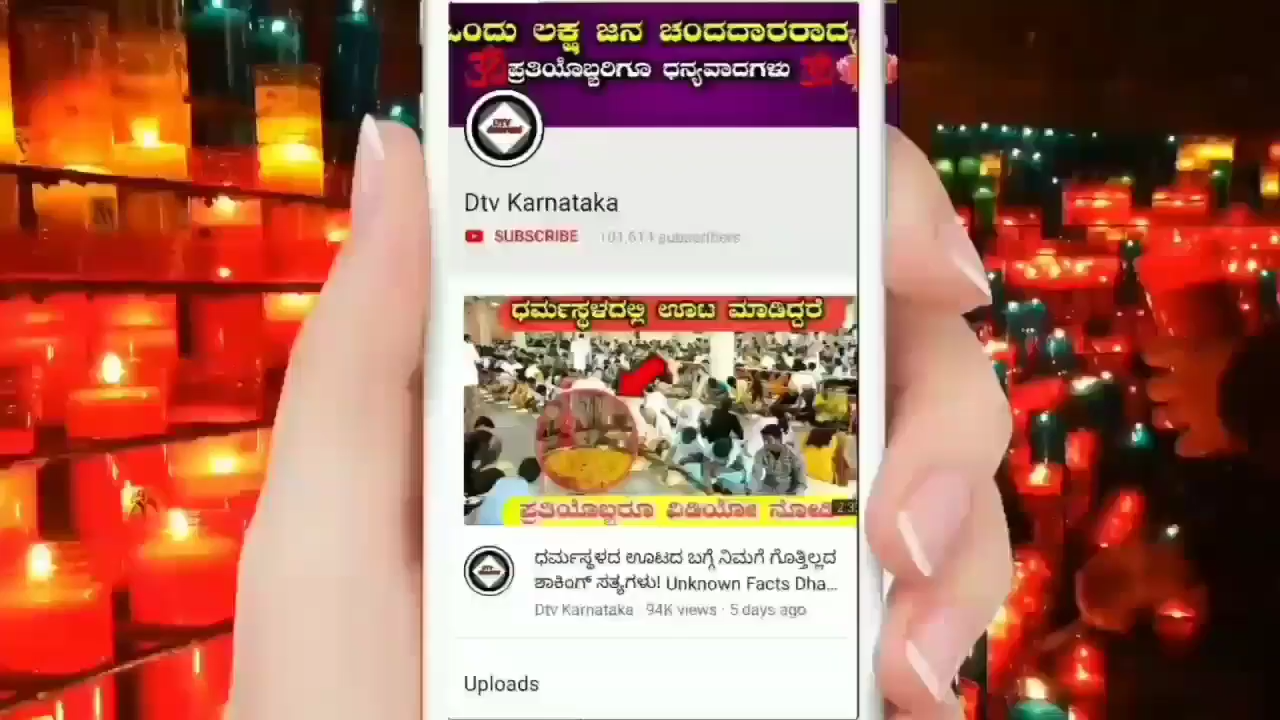 ಒಂದು ಲಕ್ಷ ಜನ ಚಂದದಾರರಾದ
ಪ್ರತಿಯೊಬ್ಬರಿಗೂ ಧನ್ಯವಾದಗಳು
DTV
Dtv Karnataka
SUBSCRIBE 101,614 subscribers
ಧರ್ಮಸ್ಥಳದಲ್ಲಿ ಊಟ ಮಾಡಿದ್ದರೆ
ಪ್ರತಿಯೊಬ್ಬರೂ ವಿಡಿಯೋ ನೋಡಿ
ಧರ್ಮಸ್ಥಳದ ಊಟದ ಬಗ್ಗೆ ನಿಮಗೆ ಗೊತ್ತಿಲ್ಲದ
ಶಾಕಿಂಗ್ ಸತ್ಯಗಳು! Unknown Facts Dha...
Dtv Karnataka 94K views · 5 days ago
Uploads